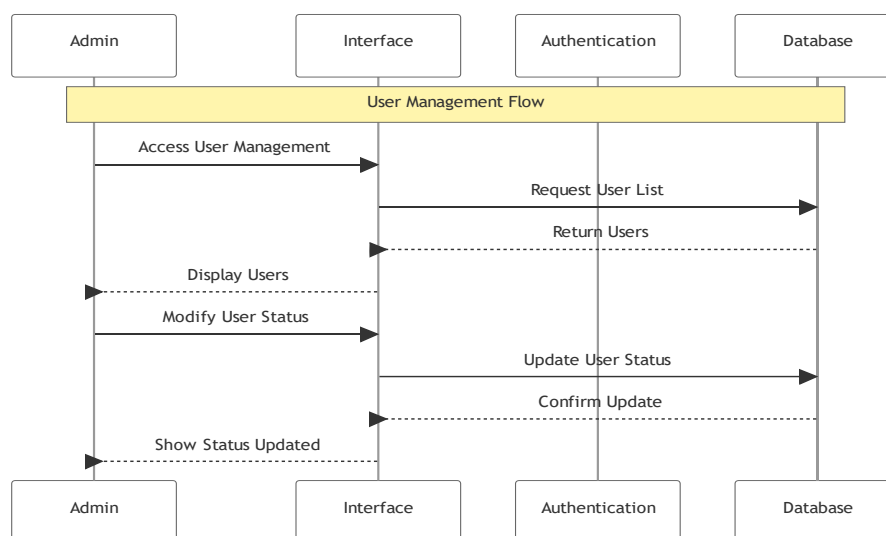 Admin
Interface
Authentication
Database
User Management Flow
Access User Management
Request User List
Return Users
Display Users
Modify User Status
Update User Status
Confirm Update
Show Status Updated
Admin
Interface
Authentication
Database